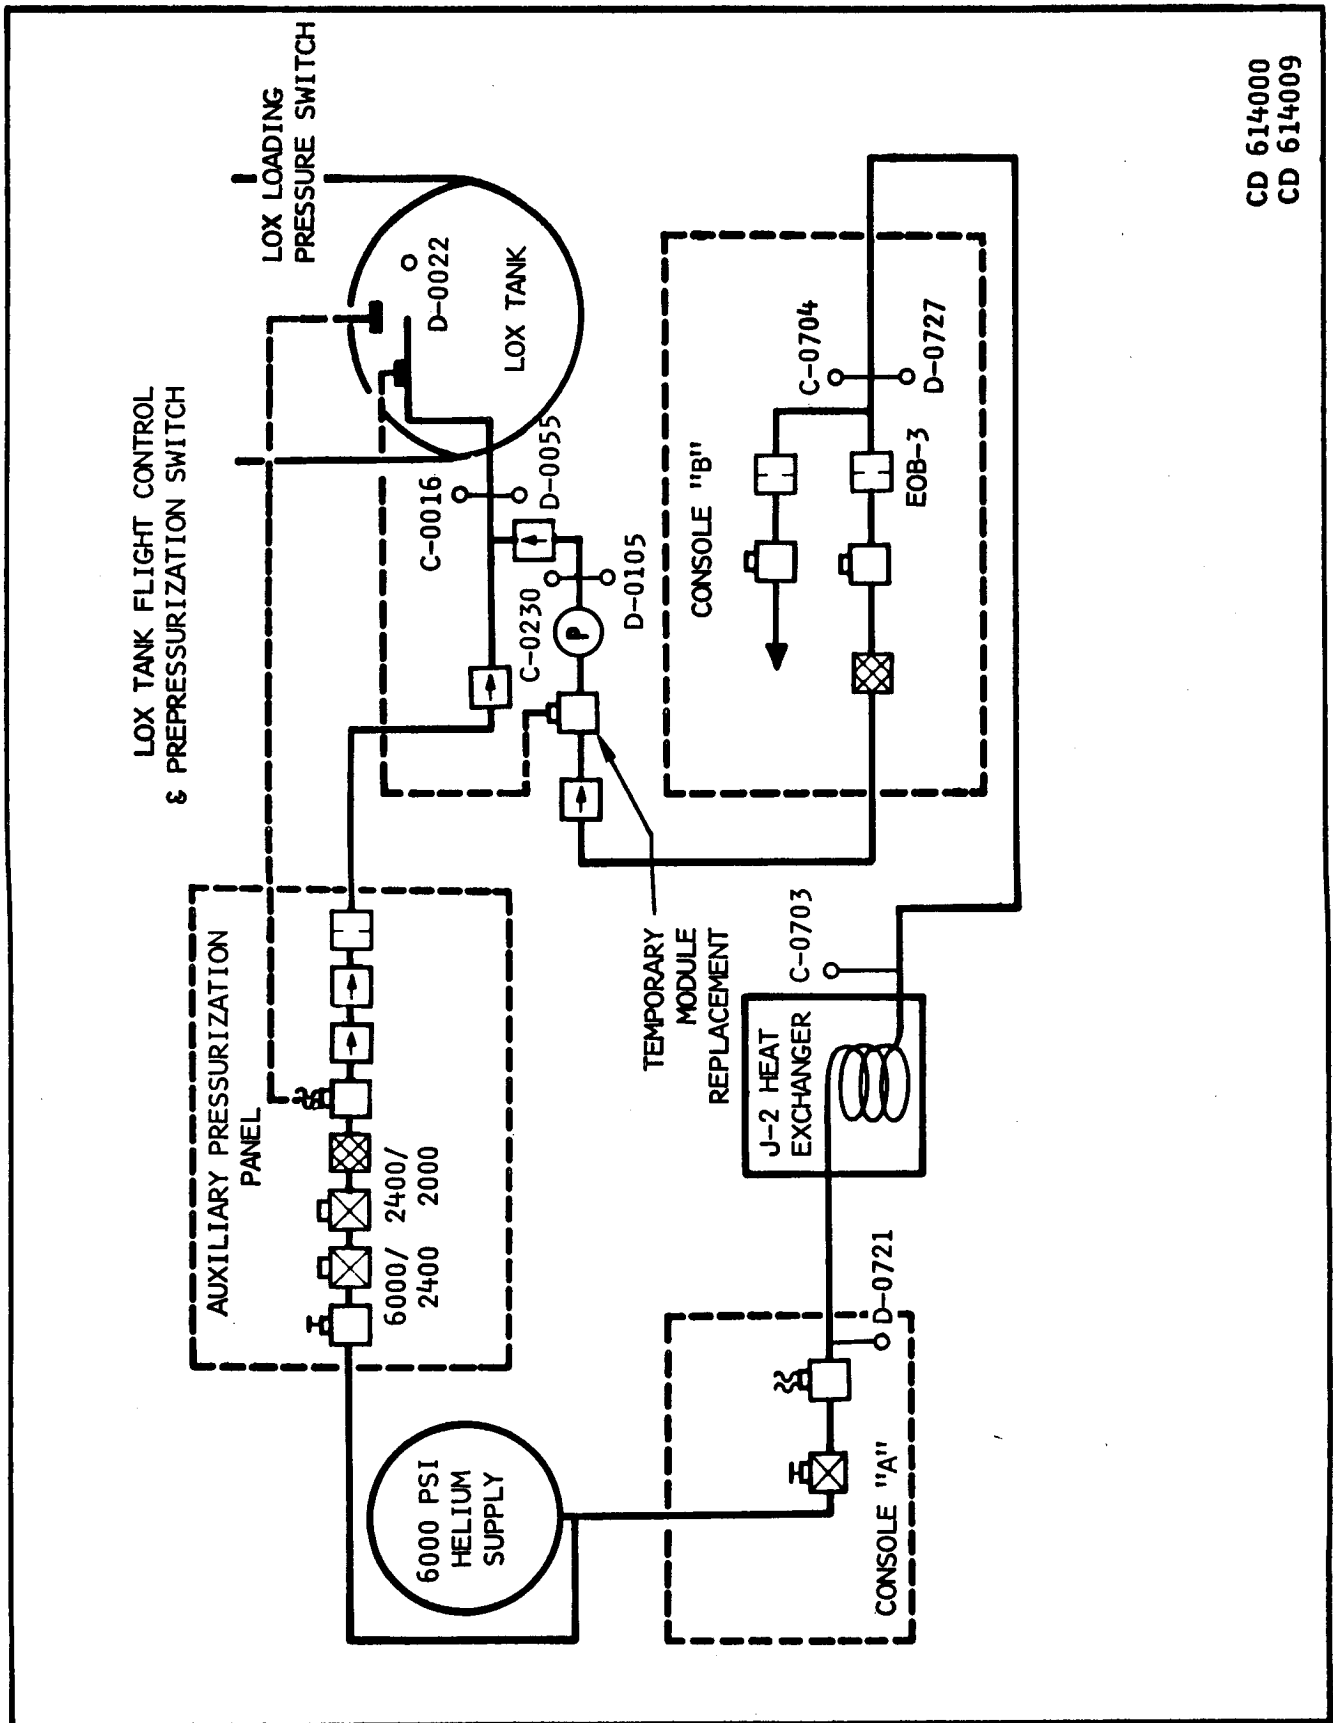 LOX TANK FLIGHT CONTROL
& PREPRESSURIZATION SWITCH
LOX LOADING
PRESSURE SWITCH
AUXILIARY PRESSURIZATION
PANEL
6000/
2400
2400/
2000
6000 PSI
HELIUM
SUPPLY
C-0016
D-0055
D-0022
LOX TANK
C-0230
D-0105
TEMPORARY
MODULE
REPLACEMENT
CONSOLE "B"
C-0704
D-0727
EOB-3
J-2 HEAT
EXCHANGER
C-0703
D-0721
CONSOLE "A"
CD 614000
CD 614009